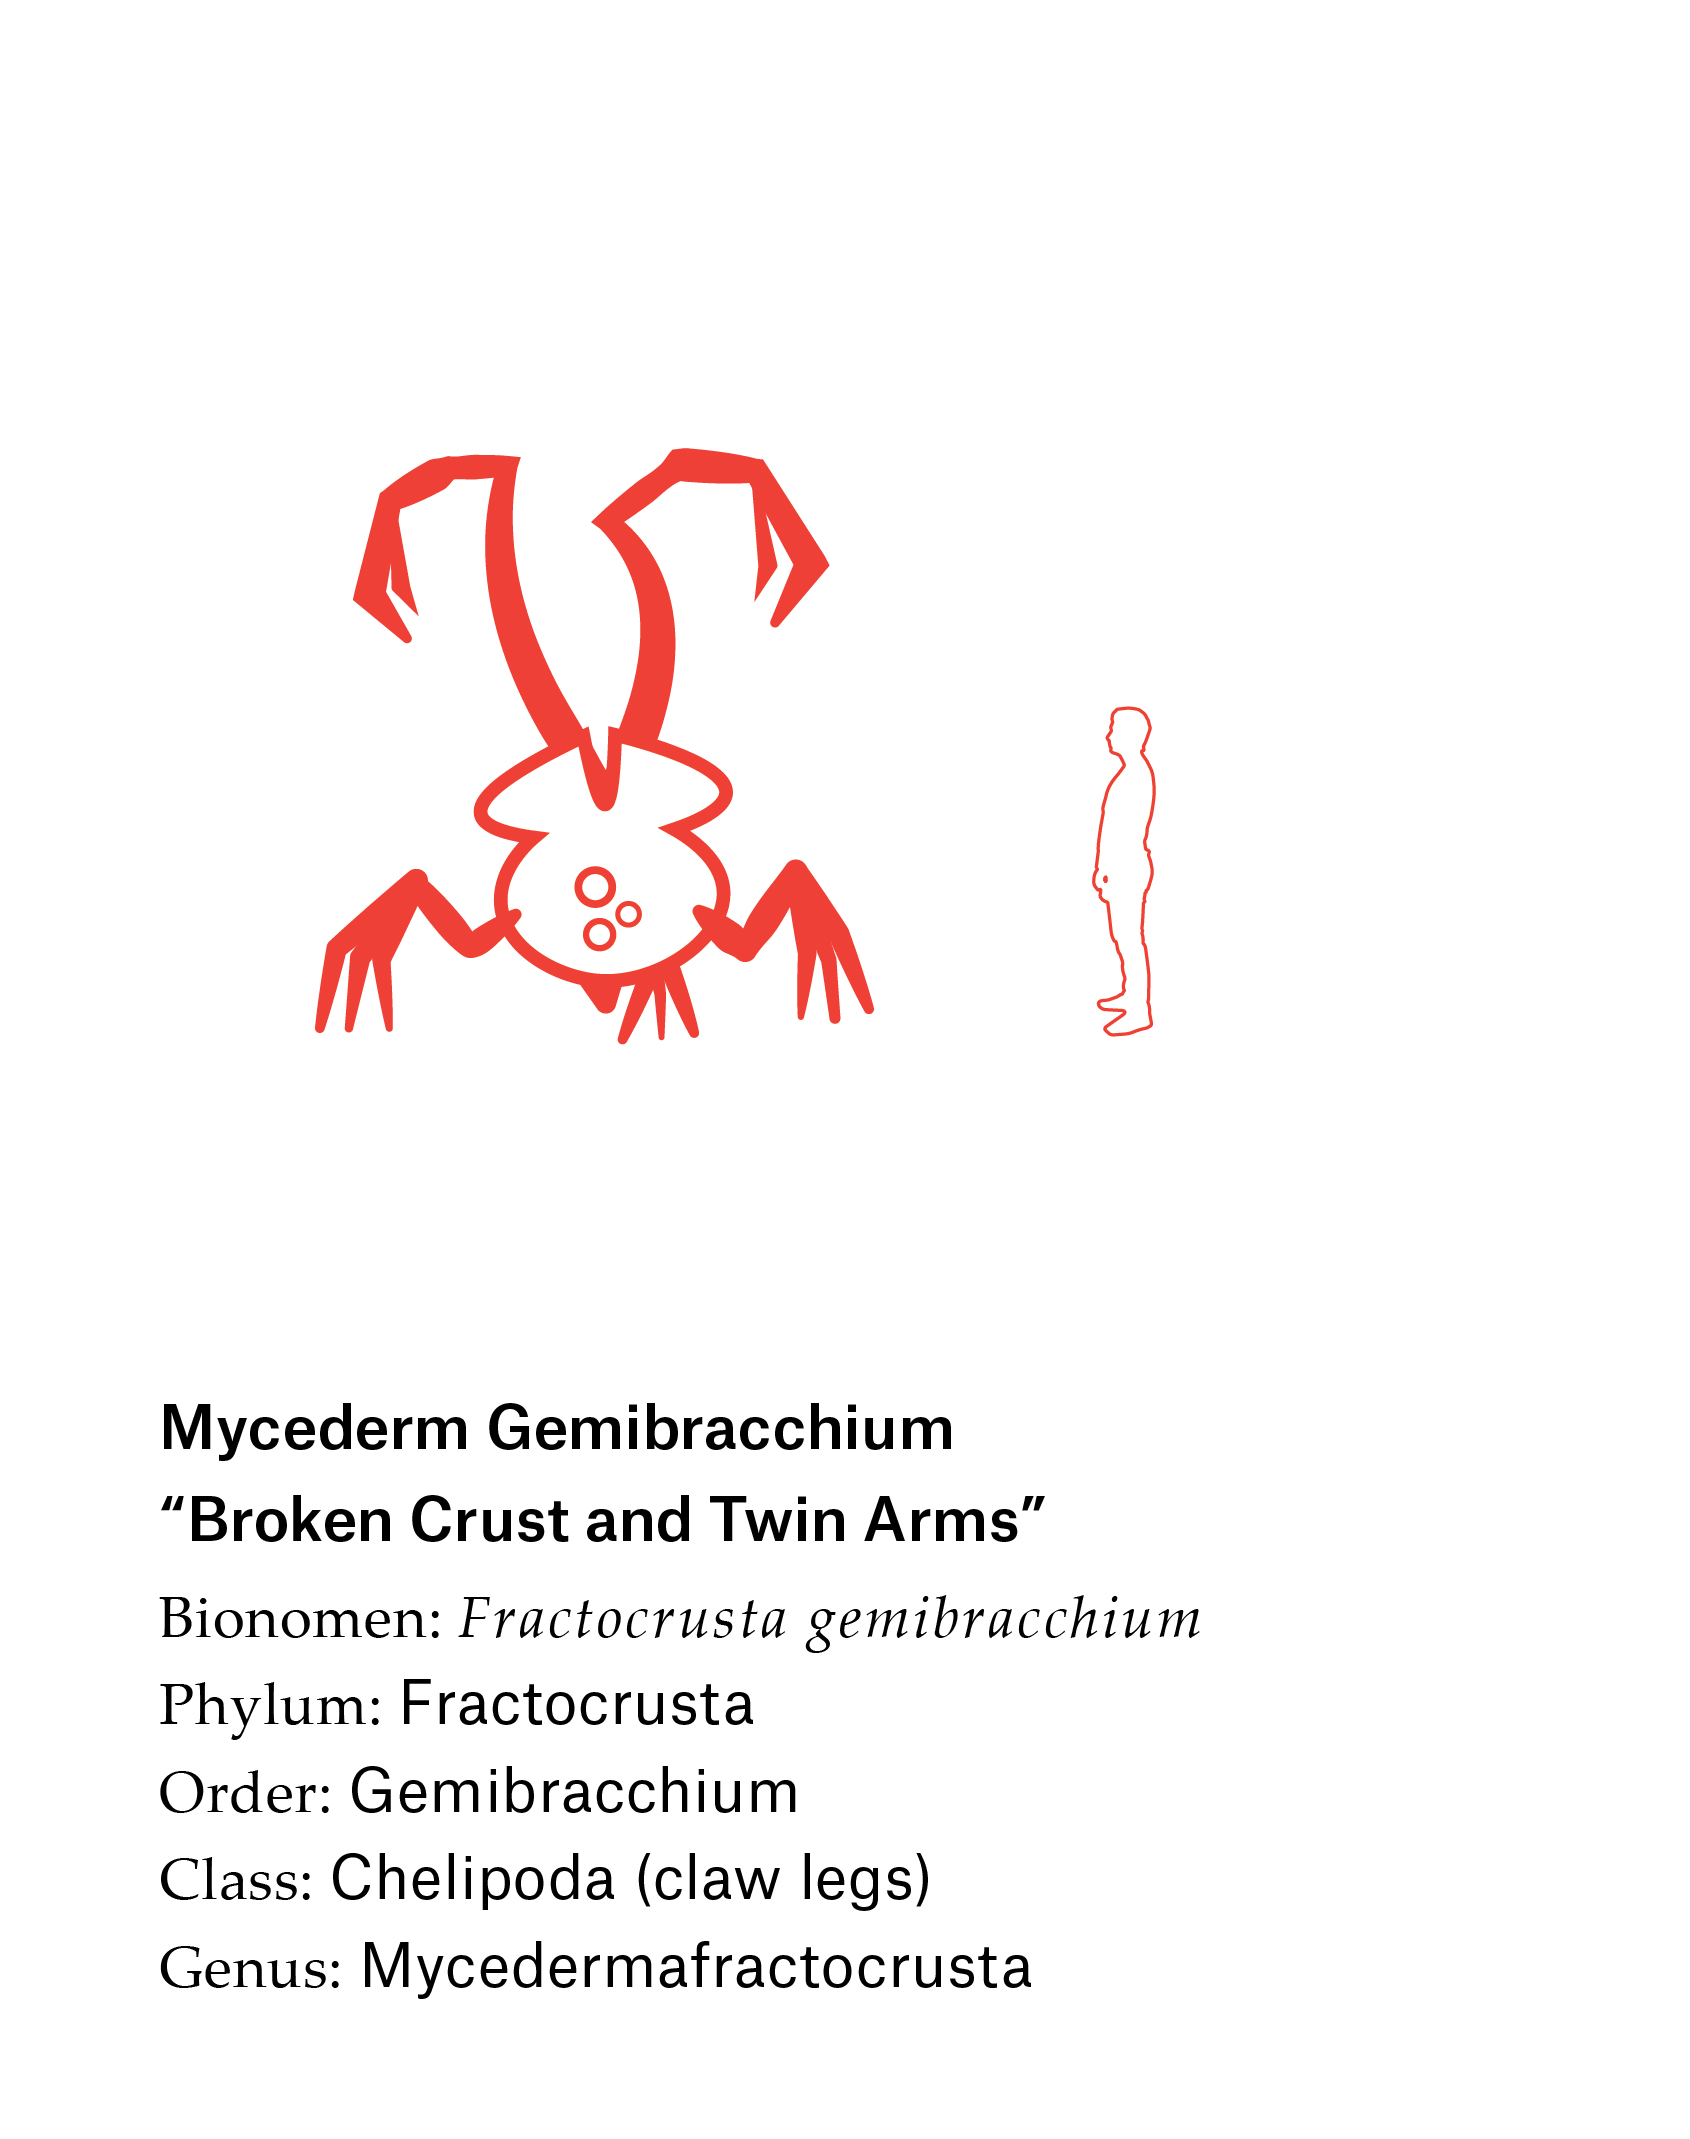 Mycederm Gemibracchium
“Broken Crust and Twin Arms”
Bionomen: Fractocrusta gemibracchium
Phylum: Fractocrusta
Order: Gemibracchium
Class: Chelipoda (claw legs)
Genus: Mycedermafractocrusta